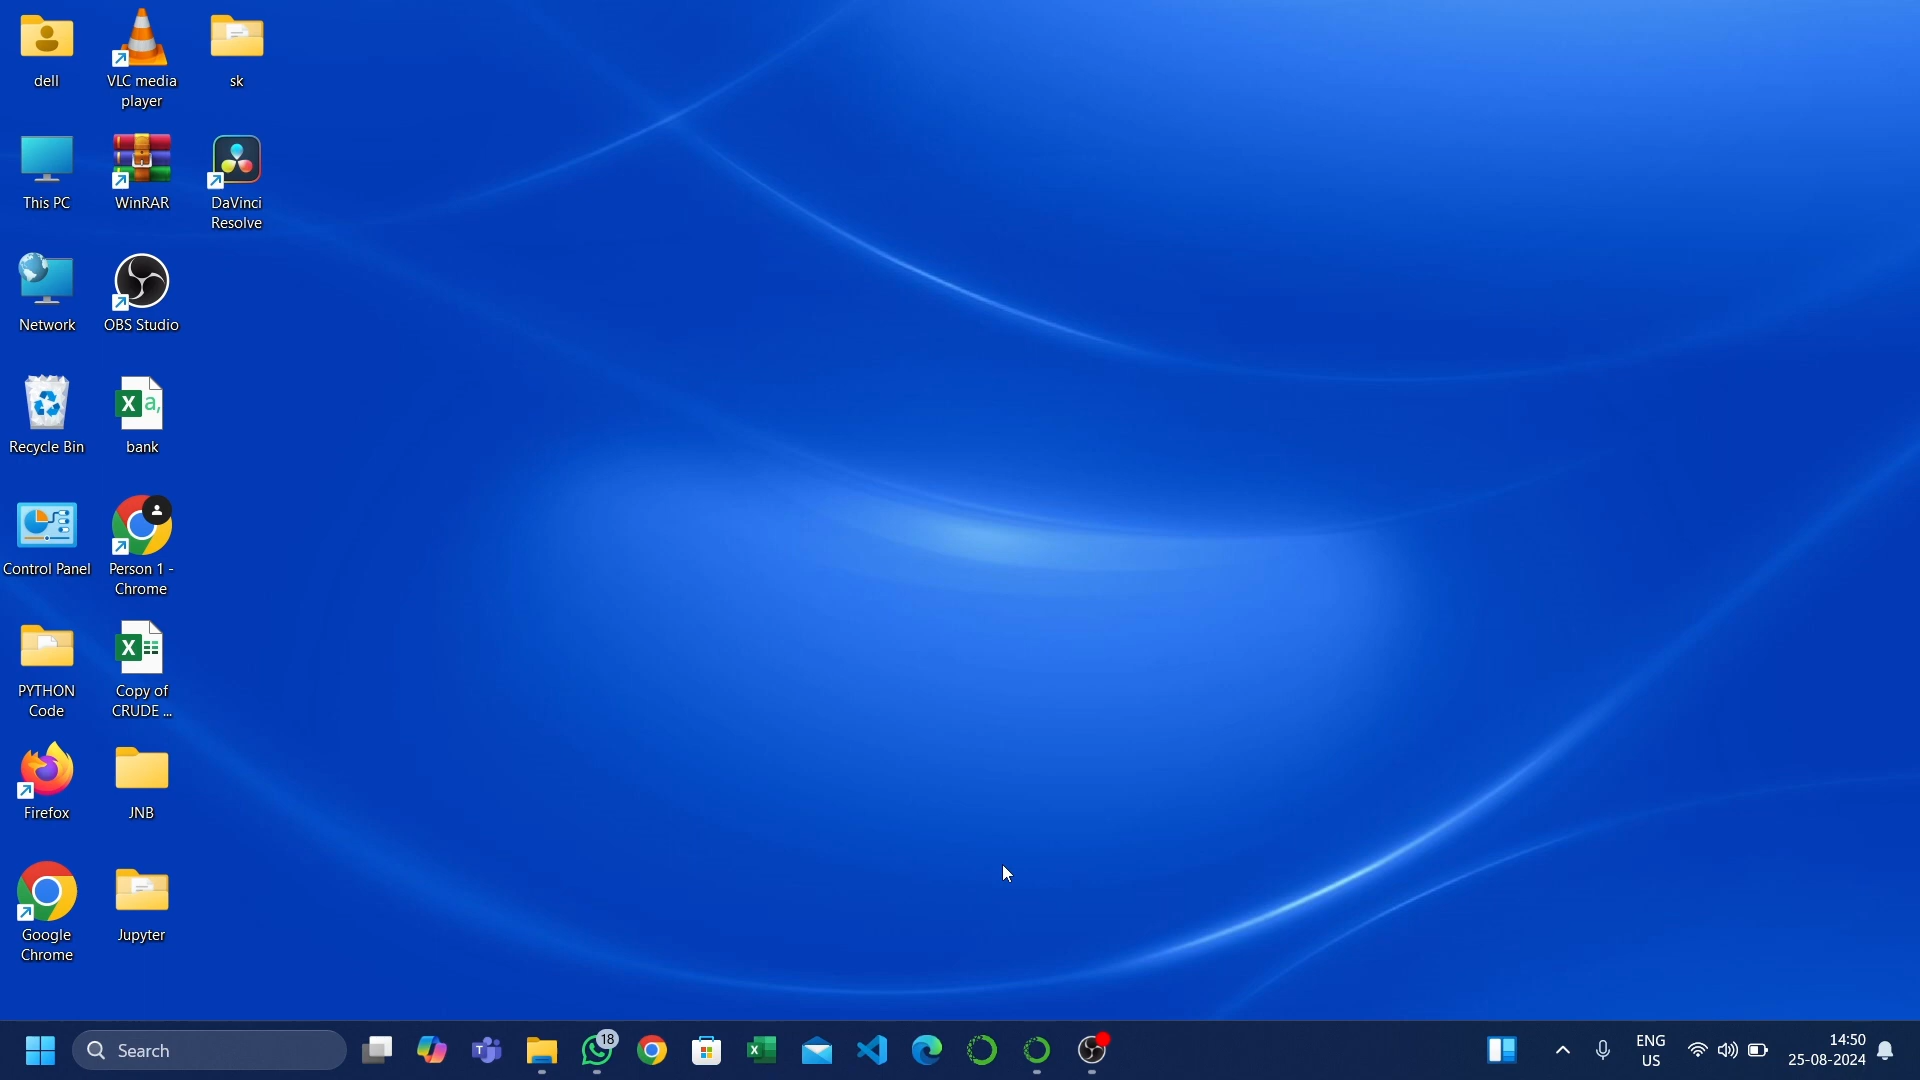 dell
VLC media
player
sk
This PC
WinRAR
DaVinci
Resolve
Network
OBS Studio
Recycle Bin
bank
Control Panel
Person 1 -
Chrome
PYTHON
Code
Copy of
CRUDE ...
Firefox
JNB
Google
Chrome
Jupyter
Search
18
ENG
US
14:50
25-08-2024